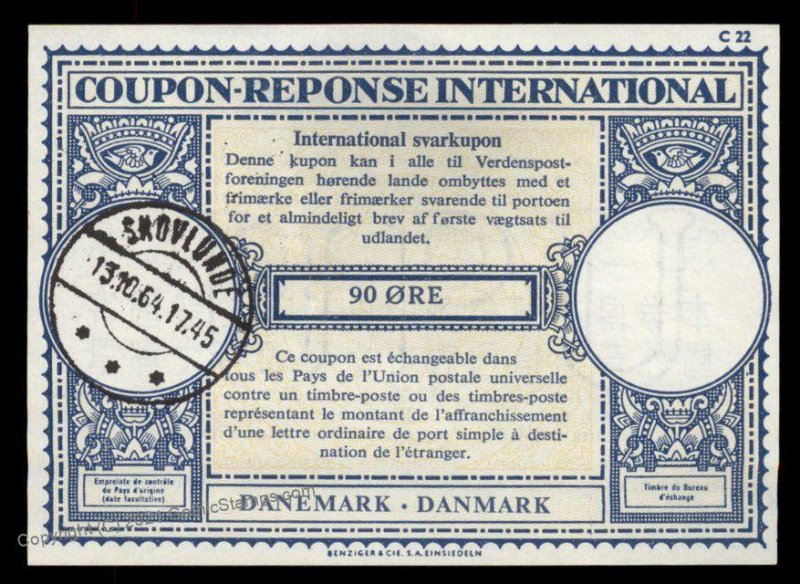 C 22
COUPON-REPONSE INTERNATIONAL
International svarkupon
Denne kupon kan i alle til Verdenspost-
foreningen hørende lande ombyttes med et
frimærke eller frimærker svarende til portoen
for et almindeligt brev af første vægtsats til
udlandet.
SKOVLUNDE
13.10.64.17.45
90 ØRE
Ce coupon est échangeable dans
tous les Pays de l'Union postale universelle
contre un timbre-poste ou des timbres-poste
représentant le montant de l'affranchissement
d'une lettre ordinaire de port simple à desti-
nation de l'étranger.
Empreinte de contrôle
du Pays d'origine
(date facultative)
Timbre du Bureau
d'échange
DANEMARK · DANMARK
BENZIGER & CIE. S.A. EINSIEDELN